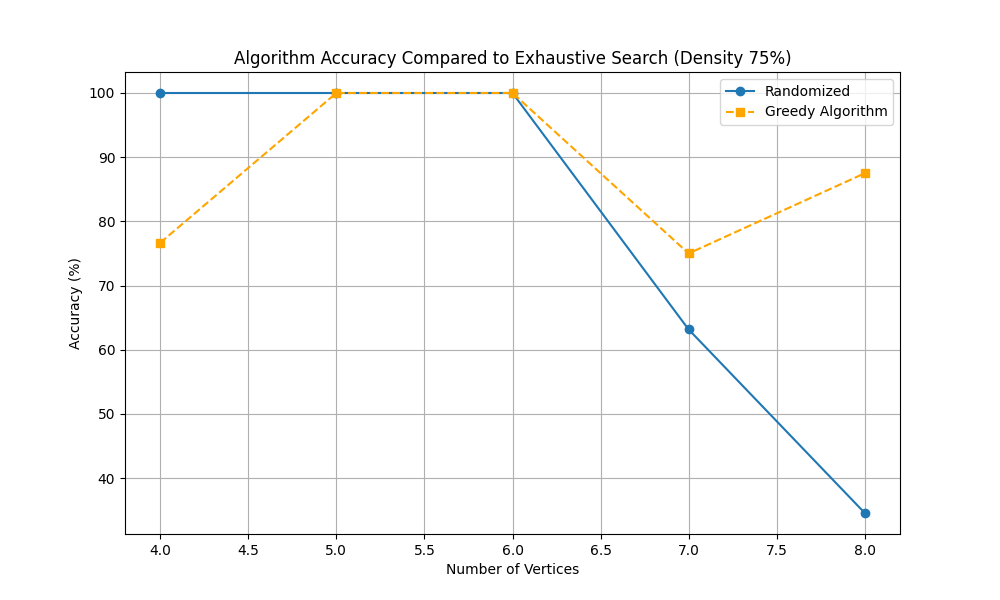 Algorithm Accuracy Compared to Exhaustive Search (Density 75%)
Randomized
Greedy Algorithm
Accuracy (%)
100
90
80
70
60
50
40
4.0 4.5 5.0 5.5 6.0 6.5 7.0 7.5 8.0
Number of Vertices